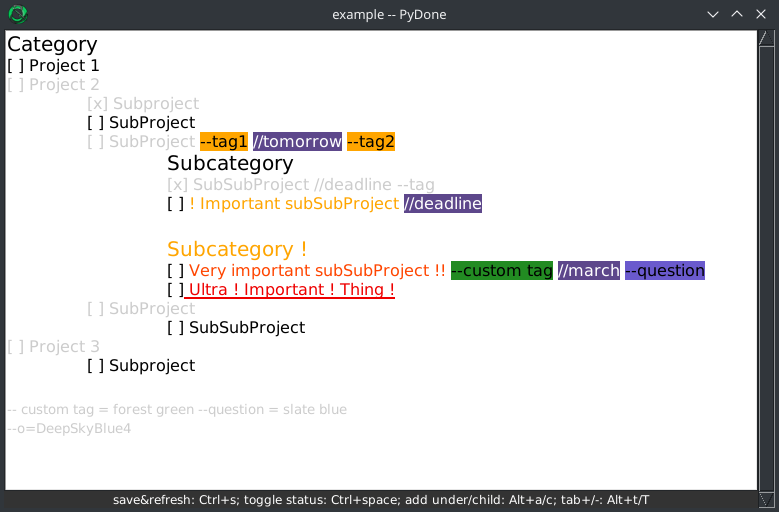 example -- PyDone
Category
[ ] Project 1
[ ] Project 2
[x] Subproject
[ ] SubProject
[ ] SubProject --tag1 //tomorrow --tag2
Subcategory
[x] SubSubProject //deadline --tag
[ ] ! Important subSubProject //deadline
Subcategory !
[ ] Very important subSubProject !! --custom tag //march --question
[ ] Ultra ! Important ! Thing !
[ ] SubProject
[ ] SubSubProject
[ ] Project 3
[ ] Subproject
-- custom tag = forest green --question = slate blue
--o=DeepSkyBlue4
save&refresh: Ctrl+s; toggle status: Ctrl+space; add under/child: Alt+a/c; tab+/-: Alt+t/T